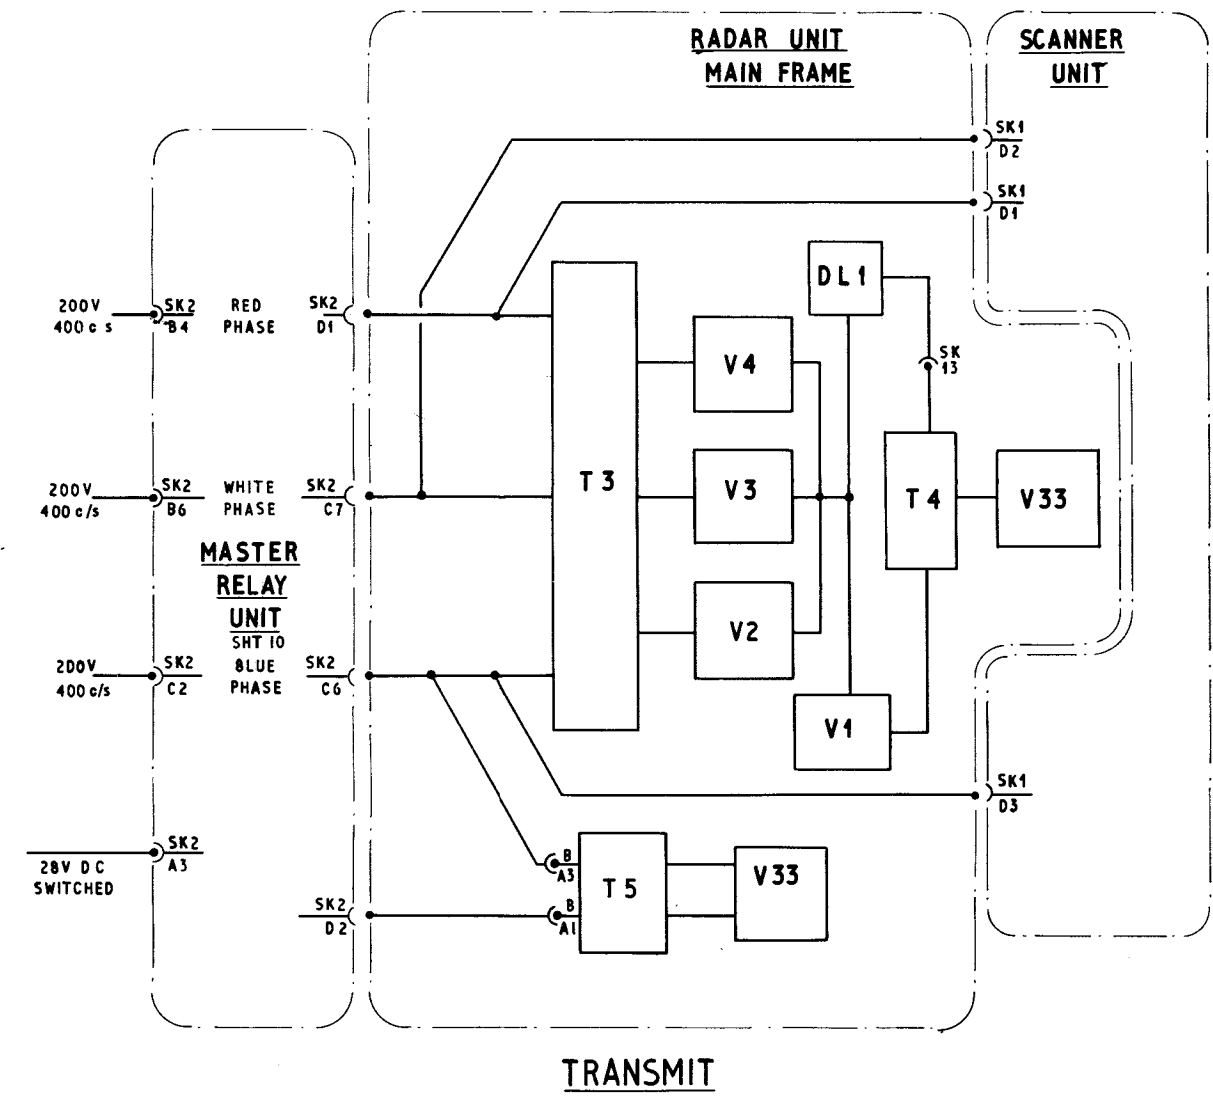 RADAR UNIT
MAIN FRAME
SCANNER
UNIT
SK1
D2
SK1
D1
DL1
200V
400 c s
SK2
B4
RED
PHASE
SK2
D1
V4
SK
13
200V
400 c/s
SK2
B6
WHITE
PHASE
SK2
C7
T3
V3
T4
V33
MASTER
RELAY
UNIT
SHT 10
V2
200V
400 c/s
SK2
C2
BLUE
PHASE
SK2
C6
V1
SK1
D3
28V DC
SWITCHED
SK2
A3
B
A3
T5
V33
SK2
D2
B
A1
TRANSMIT